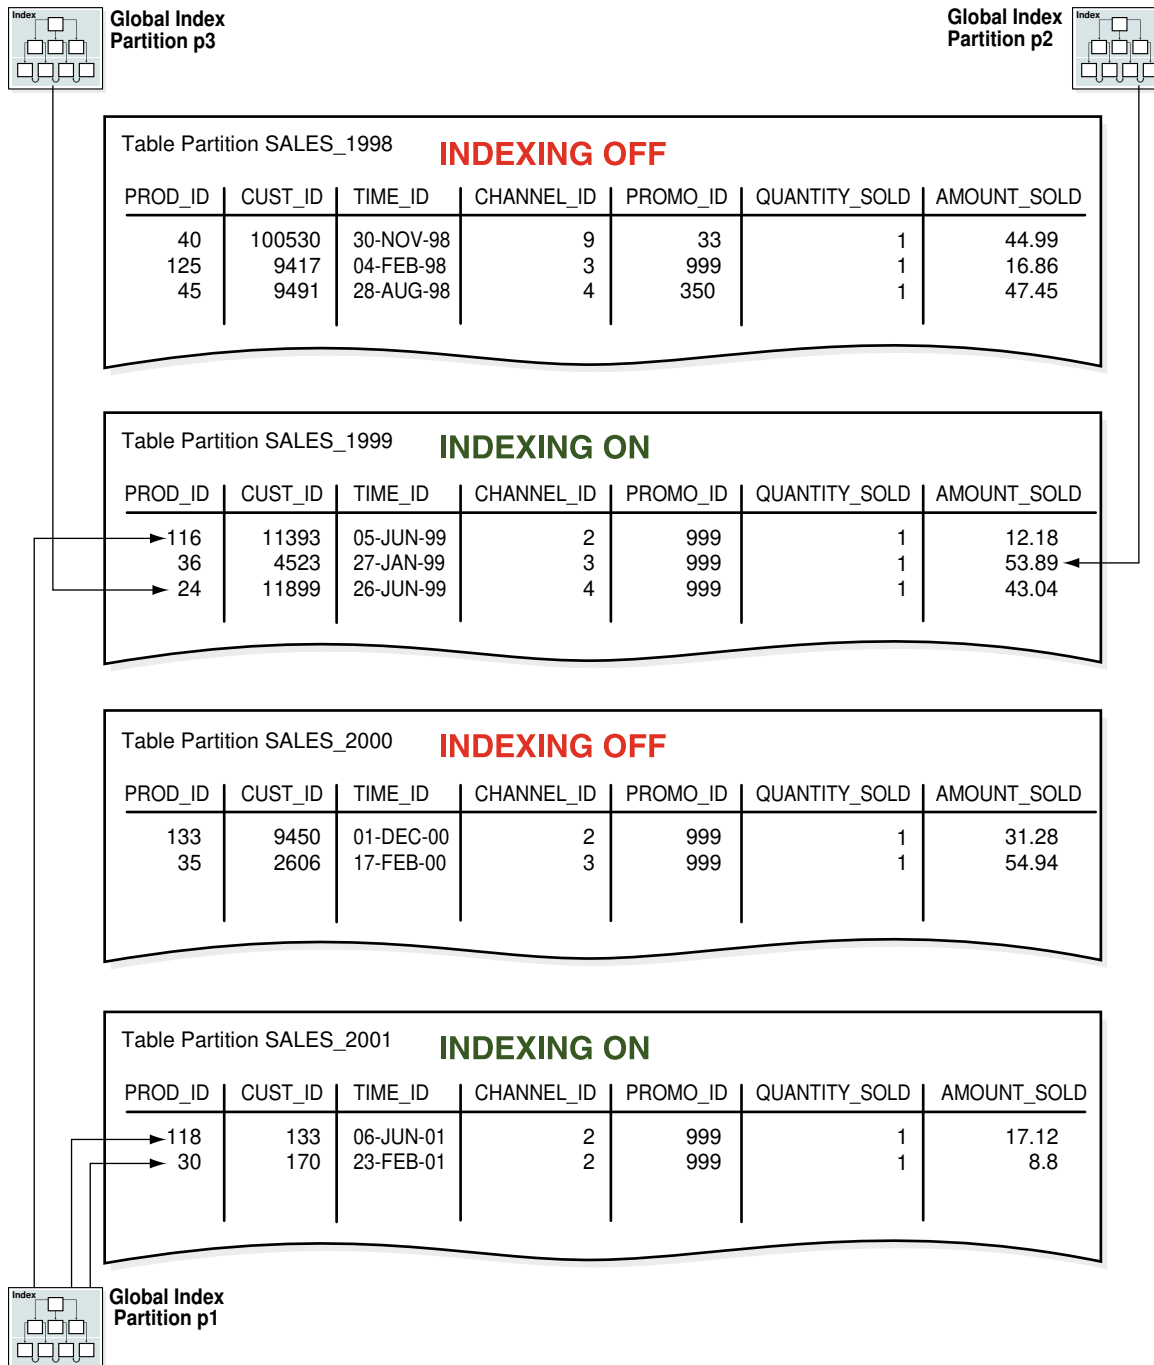 Index
Global Index
Partition p3
Global Index
Partition p2
Index
Table Partition SALES_1998 INDEXING OFF
PROD_ID CUST_ID TIME_ID CHANNEL_ID PROMO_ID QUANTITY_SOLD AMOUNT_SOLD
40 100530 30-NOV-98 9 33 1 44.99
125 9417 04-FEB-98 3 999 1 16.86
45 9491 28-AUG-98 4 350 1 47.45
Table Partition SALES_1999 INDEXING ON
PROD_ID CUST_ID TIME_ID CHANNEL_ID PROMO_ID QUANTITY_SOLD AMOUNT_SOLD
116 11393 05-JUN-99 2 999 1 12.18
36 4523 27-JAN-99 3 999 1 53.89
24 11899 26-JUN-99 4 999 1 43.04
Table Partition SALES_2000 INDEXING OFF
PROD_ID CUST_ID TIME_ID CHANNEL_ID PROMO_ID QUANTITY_SOLD AMOUNT_SOLD
133 9450 01-DEC-00 2 999 1 31.28
35 2606 17-FEB-00 3 999 1 54.94
Table Partition SALES_2001 INDEXING ON
PROD_ID CUST_ID TIME_ID CHANNEL_ID PROMO_ID QUANTITY_SOLD AMOUNT_SOLD
118 133 06-JUN-01 2 999 1 17.12
30 170 23-FEB-01 2 999 1 8.8
Index
Global Index
Partition p1